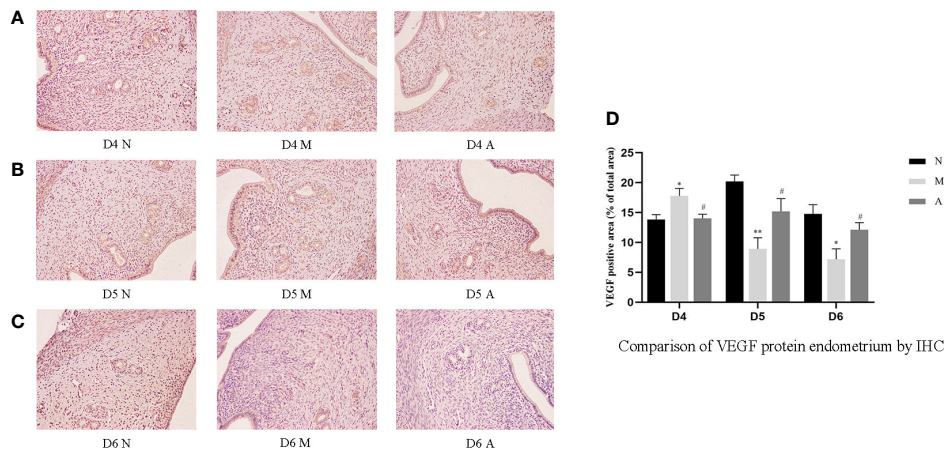 A
D4 N
D4 M
D4 A
B
D5 N
D5 M
D5 A
C
D6 N
D6 M
D6 A
D
VEGF positive area (% of total area)
25
20
15
10
5
0
*
#
**
#
*
#
D4
D5
D6
N
M
A
Comparison of VEGF protein endometrium by IHC